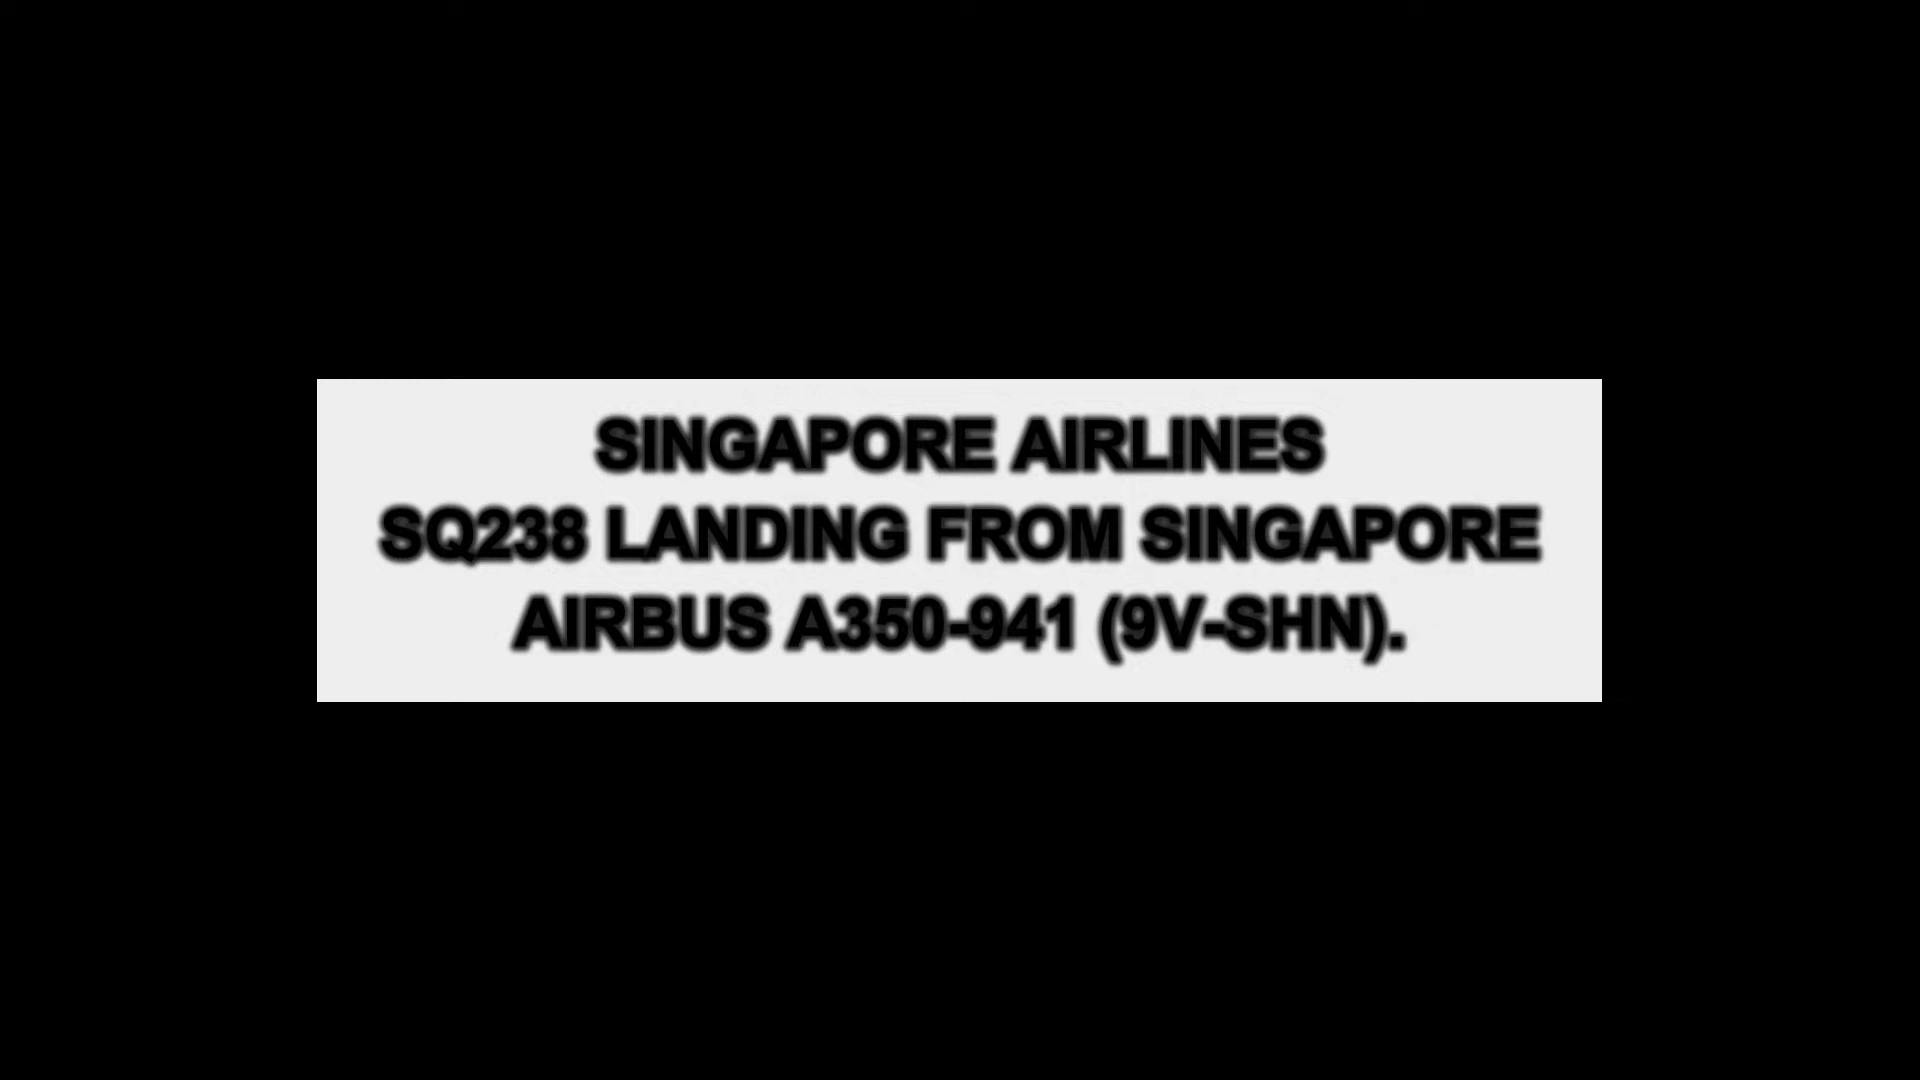 SINGAPORE AIRLINES
SQ238 LANDING FROM SINGAPORE
AIRBUS A350-941 (9V-SHN).